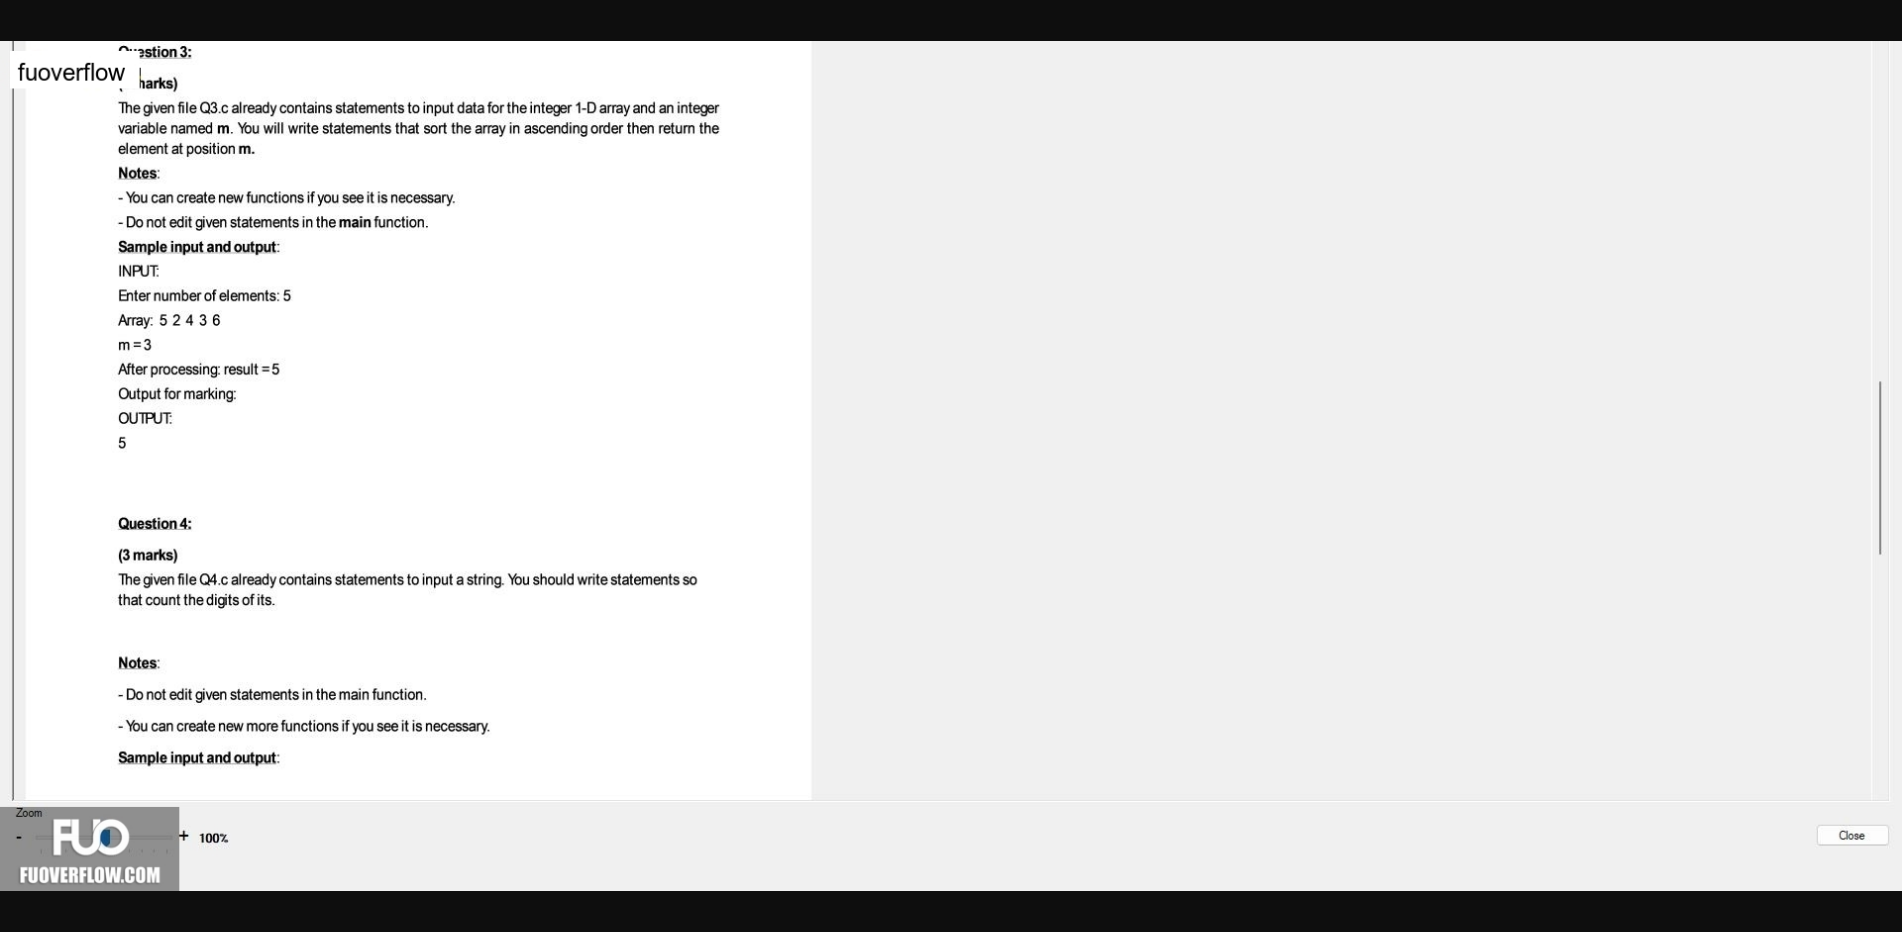 Question 3:
fuoverflow
marks)
The given file Q3.c already contains statements to input data for the integer 1-D array and an integer
variable named m. You will write statements that sort the array in ascending order then return the
element at position m.
Notes:
- You can create new functions if you see it is necessary.
- Do not edit given statements in the main function.
Sample input and output:
INPUT:
Enter number of elements: 5
Array: 5 2 4 3 6
m = 3
After processing: result = 5
Output for marking:
OUTPUT:
5
Question 4:
(3 marks)
The given file Q4.c already contains statements to input a string. You should write statements so
that count the digits of its.
Notes:
- Do not edit given statements in the main function.
- You can create new more functions if you see it is necessary.
Sample input and output:
Zoom
- + 100%
Close
FUO
FUOVERFLOW.COM